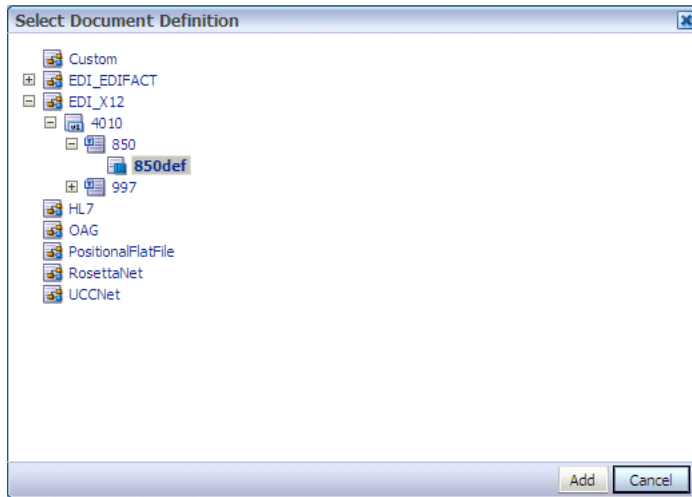 Select Document Definition
Custom
EDI_EDIFACT
EDI_X12
4010
850
850def
997
HL7
OAG
PositionalFlatFile
RosettaNet
UCCNet
Add Cancel